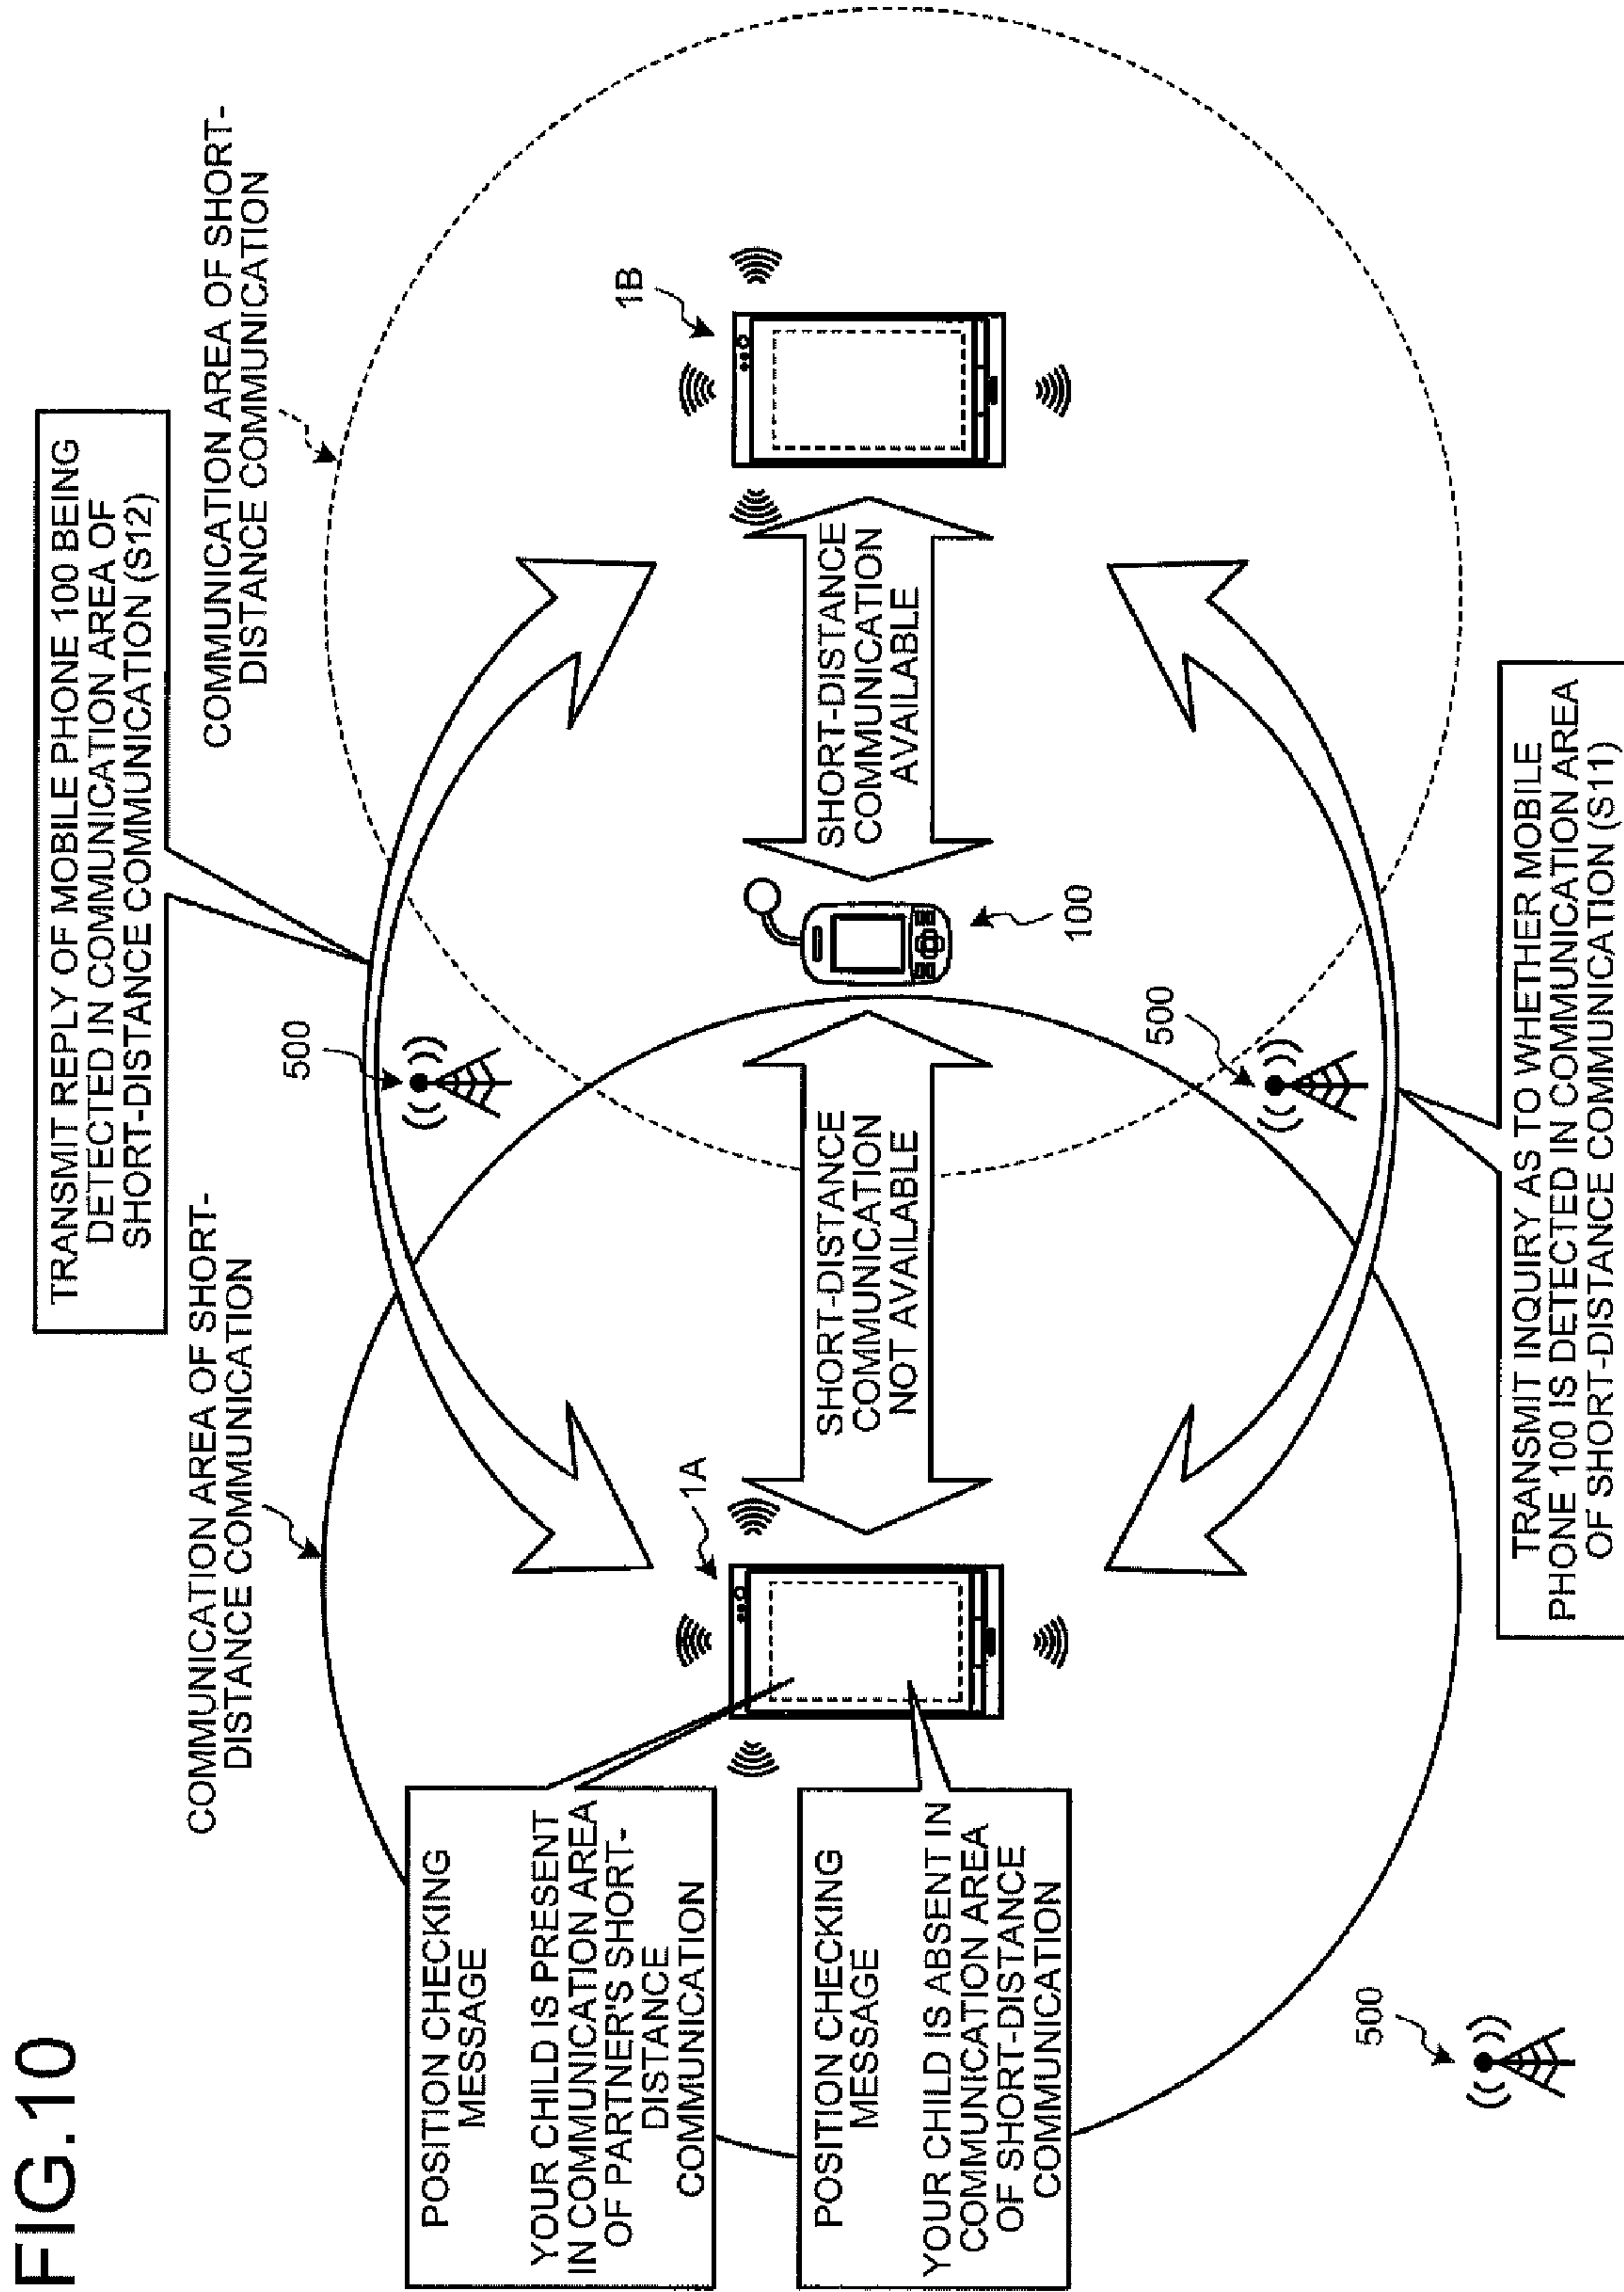 FIG.10
TRANSMIT REPLY OF MOBILE PHONE 100 BEING
DETECTED IN COMMUNICATION AREA OF
SHORT-DISTANCE COMMUNICATION (S12)
COMMUNICATION AREA OF SHORT-
DISTANCE COMMUNICATION
COMMUNICATION AREA OF SHORT-
DISTANCE COMMUNICATION
500
POSITION CHECKING
MESSAGE
YOUR CHILD IS PRESENT
IN COMMUNICATION AREA
OF PARTNER'S SHORT-
DISTANCE
COMMUNICATION
1A
1B
SHORT-DISTANCE
COMMUNICATION
NOT AVAILABLE
SHORT-DISTANCE
COMMUNICATION
AVAILABLE
POSITION CHECKING
MESSAGE
YOUR CHILD IS ABSENT IN
COMMUNICATION AREA
OF SHORT-DISTANCE
COMMUNICATION
100
500
500
TRANSMIT INQUIRY AS TO WHETHER MOBILE
PHONE 100 IS DETECTED IN COMMUNICATION AREA
OF SHORT-DISTANCE COMMUNICATION (S11)